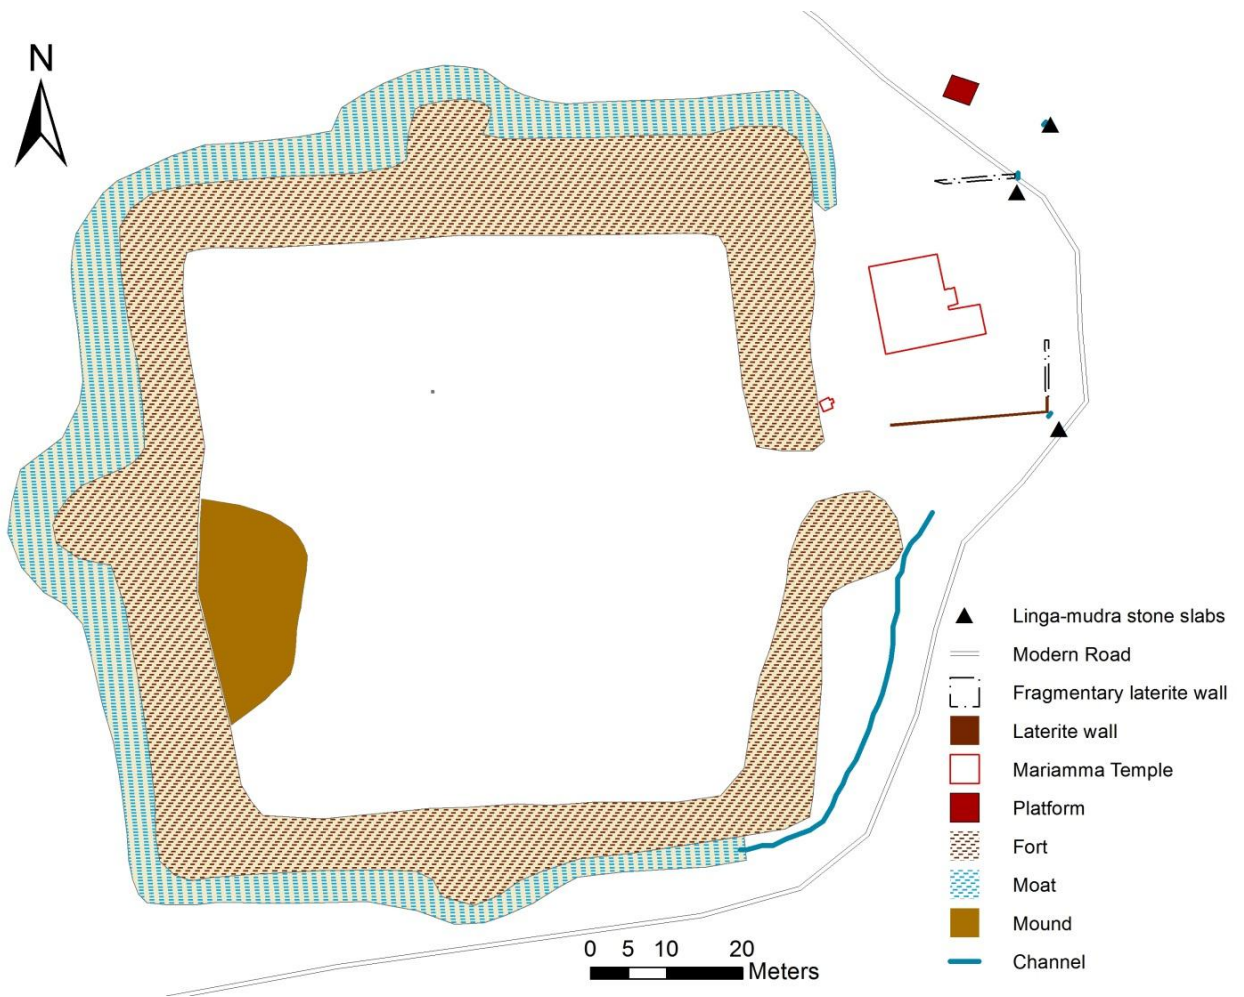 N
Linga-mudra stone slabs
Modern Road
Fragmentary laterite wall
Laterite wall
Mariamma Temple
Platform
Fort
Moat
Mound
Channel
0 5 10 20
Meters